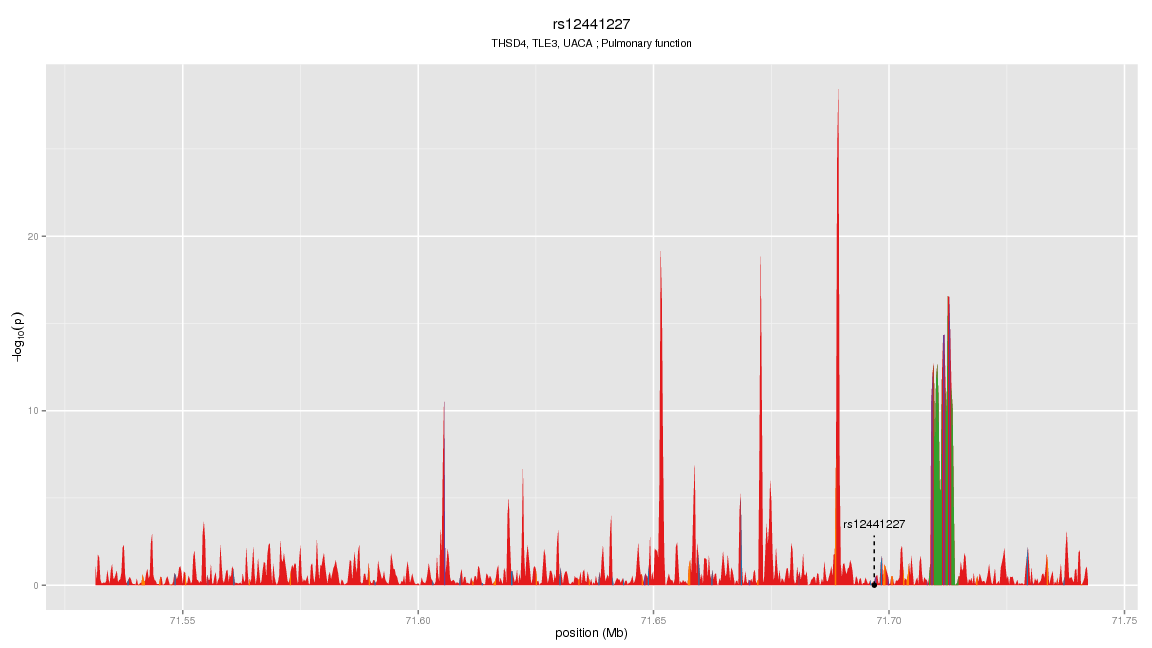 rs12441227
THSD4, TLE3, UACA ; Pulmonary function
−log10(p)
20
10
0
rs12441227
71.55
71.60
71.65
71.70
71.75
position (Mb)